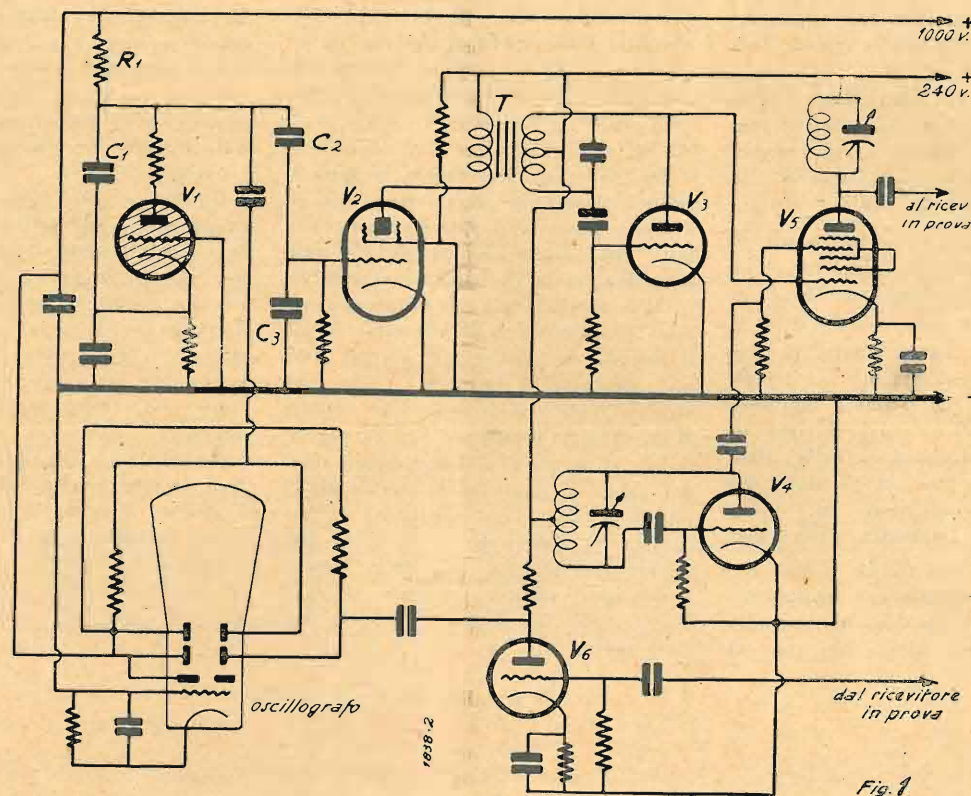 +
1000 v.
R1
+
240 v.
T
C1
C2
V1
V2
V3
V5
al ricev
in prova
C3
-
V4
V6
oscillografo
dal ricevitore
in prova
1838-2
Fig. 1